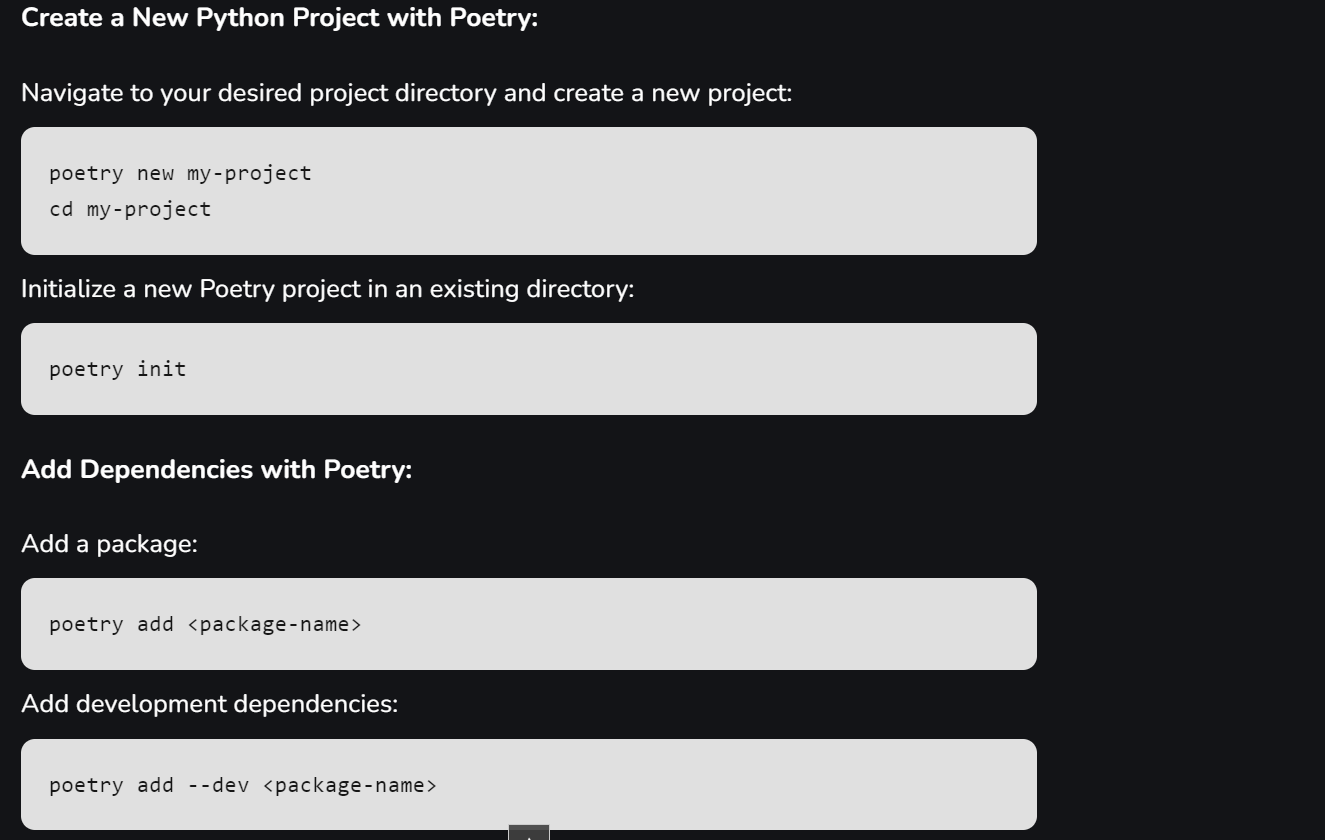 Create a New Python Project with Poetry:
Navigate to your desired project directory and create a new project:
poetry new my-project
cd my-project
Initialize a new Poetry project in an existing directory:
poetry init
Add Dependencies with Poetry:
Add a package:
poetry add <package-name>
Add development dependencies:
poetry add --dev <package-name>